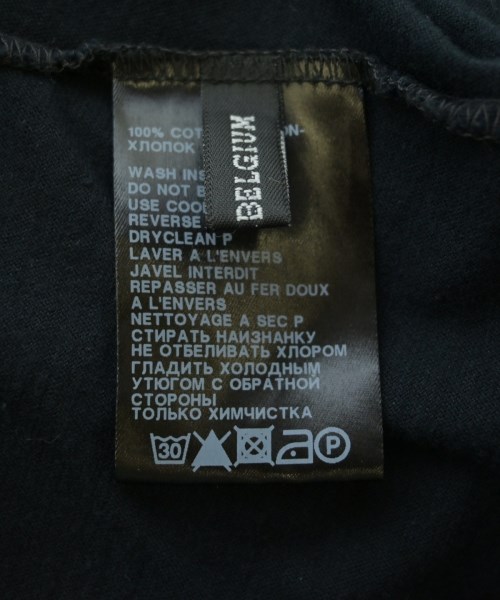 100% COT ON-
ХЛОПОК
BELGIUM
WASH INS
DO NOT B
USE COO
REVERSE
DRYCLEAN P
LAVER A L'ENVERS
JAVEL INTERDIT
REPASSER AU FER DOUX
A L'ENVERS
NETTOYAGE A SEC P
СТИРАТЬ НАИЗНАНКУ
НЕ ОТБЕЛИВАТЬ ХЛОРОМ
ГЛАДИТЬ ХОЛОДНЫМ
УТЮГОМ С ОБРАТНОЙ
СТОРОНЫ
ТОЛЬКО ХИМЧИСТКА
30 P